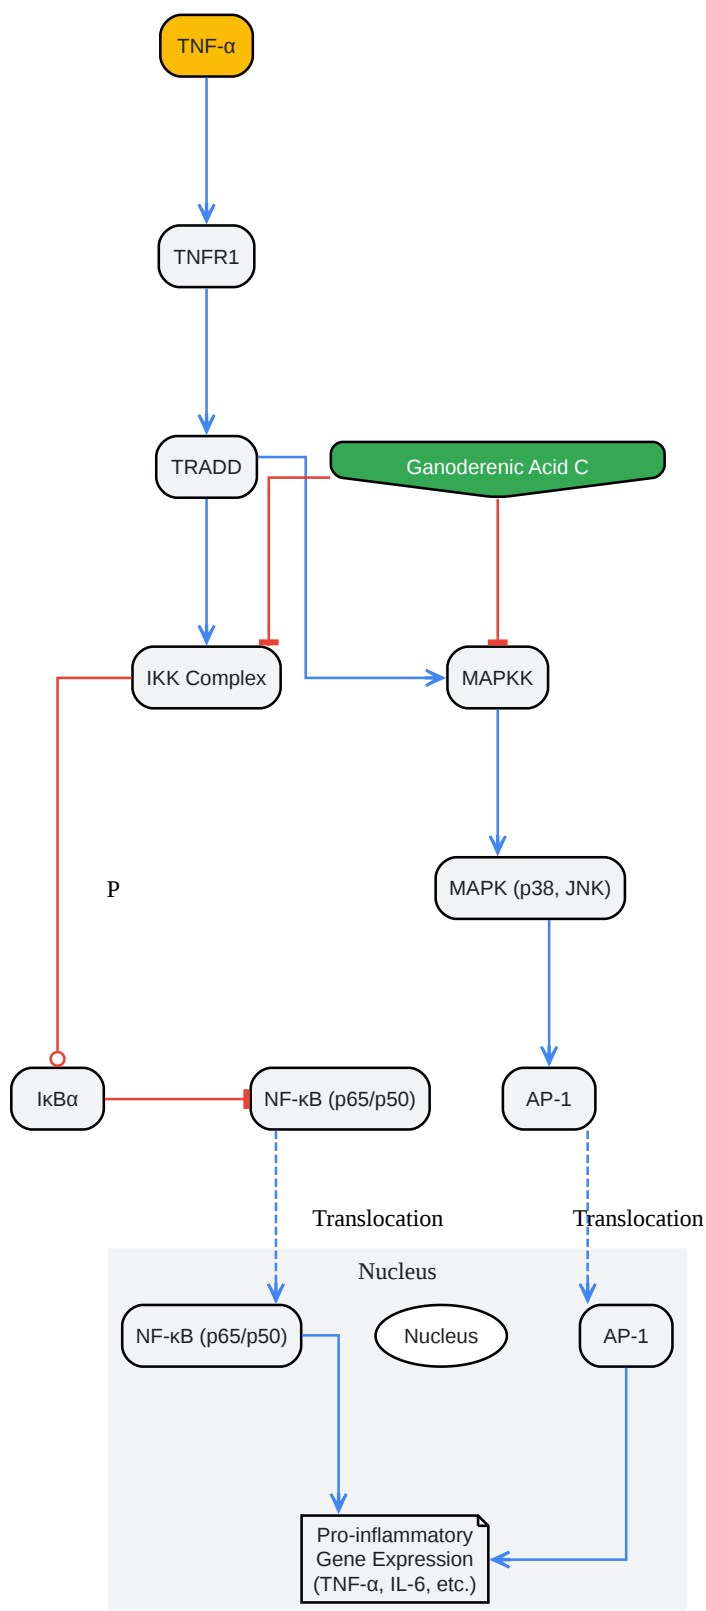 TNF-α
TNFR1
TRADD
Ganoderenic Acid C
IKK Complex
MAPKK
P
MAPK (p38, JNK)
IκBα
NF-κB (p65/p50)
AP-1
Translocation
Translocation
Nucleus
NF-κB (p65/p50)
Nucleus
AP-1
Pro-inflammatory
Gene Expression
(TNF-α, IL-6, etc.)